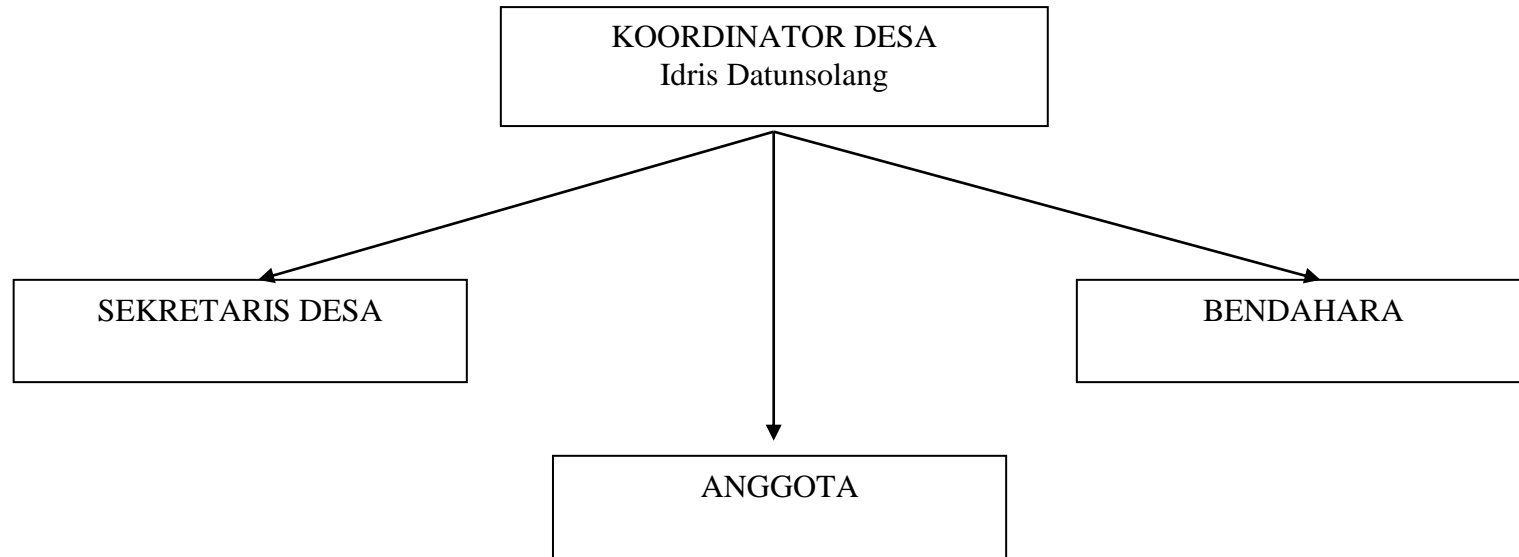 KOORDINATOR DESA
Idris Datunsolang
SEKRETARIS DESA
BENDAHARA
ANGGOTA